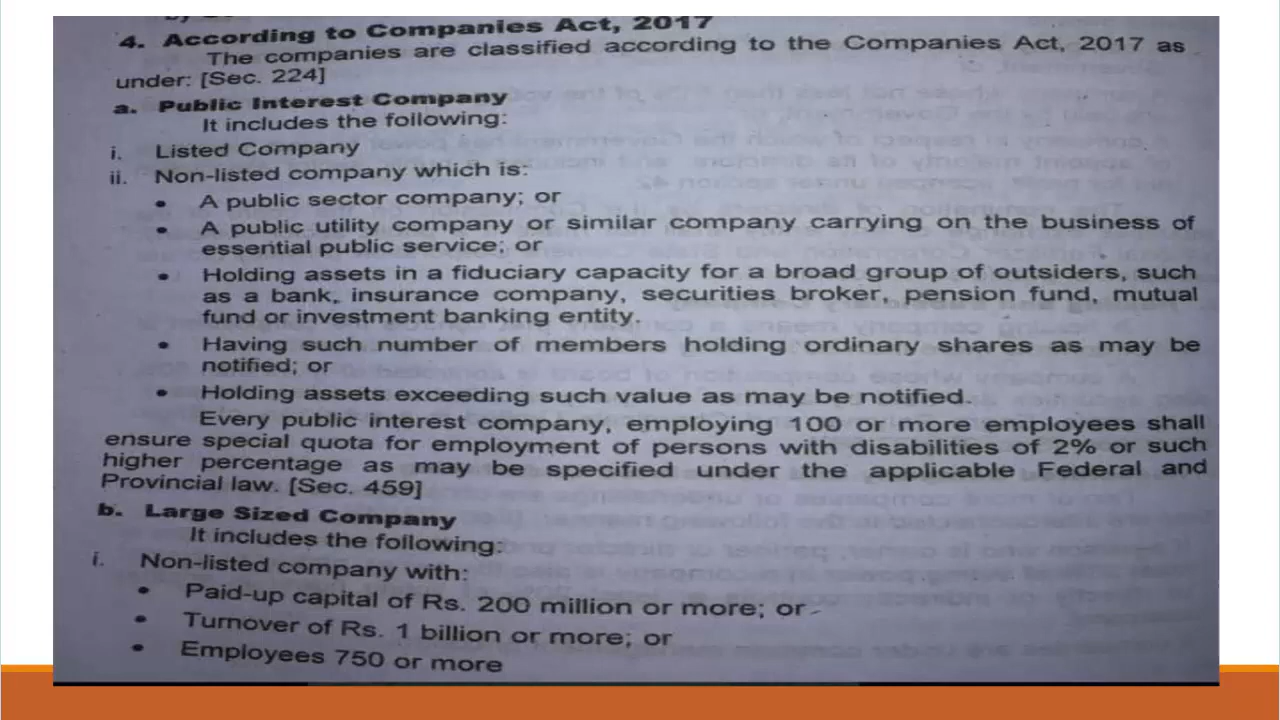 4. According to Companies Act, 2017
The companies are classified according to the Companies Act, 2017 as
under: [Sec. 224]
a. Public Interest Company
It includes the following:
i. Listed Company
ii. Non-listed company which is:
• A public sector company; or
• A public utility company or similar company carrying on the business of
essential public service; or
• Holding assets in a fiduciary capacity for a broad group of outsiders, such
as a bank, insurance company, securities broker, pension fund, mutual
fund or investment banking entity.
• Having such number of members holding ordinary shares as may be
notified; or
• Holding assets exceeding such value as may be notified.
Every public interest company, employing 100 or more employees shall
ensure special quota for employment of persons with disabilities of 2% or such
higher percentage as may be specified under the applicable Federal and
Provincial law. [Sec. 459]
b. Large Sized Company
It includes the following:
i. Non-listed company with:
• Paid-up capital of Rs. 200 million or more; or
• Turnover of Rs. 1 billion or more; or
• Employees 750 or more